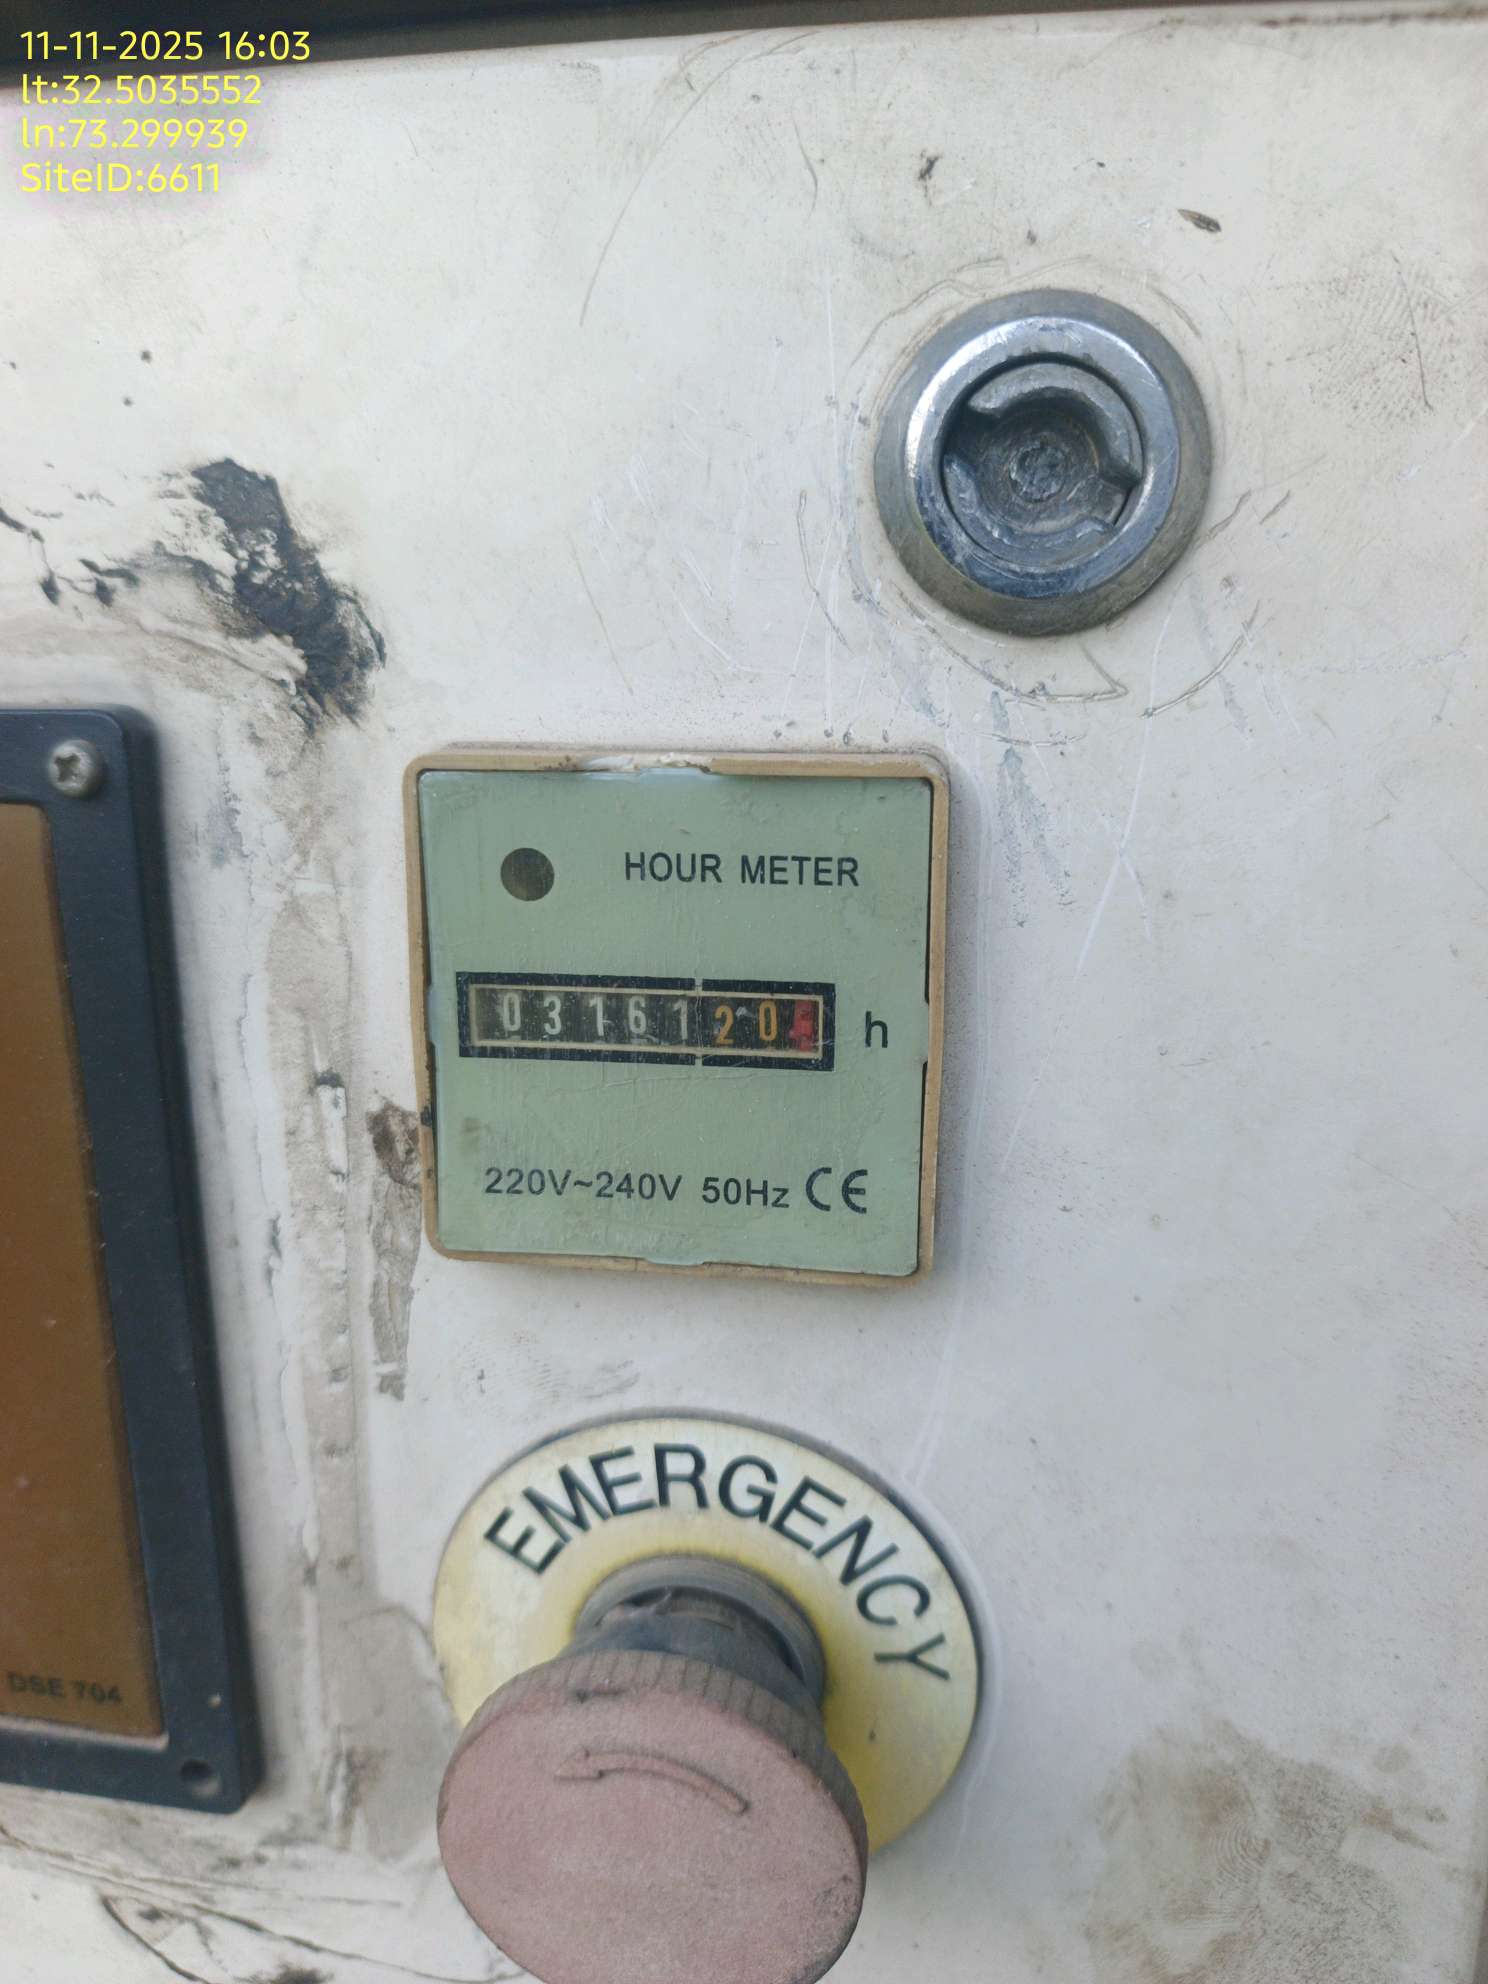 11-11-2025 16:03
lt:32.5035552
ln:73.299939
SiteID:6611
HOUR METER
0316120 h
220V~240V 50Hz CE
EMERGENCY
DSE 704